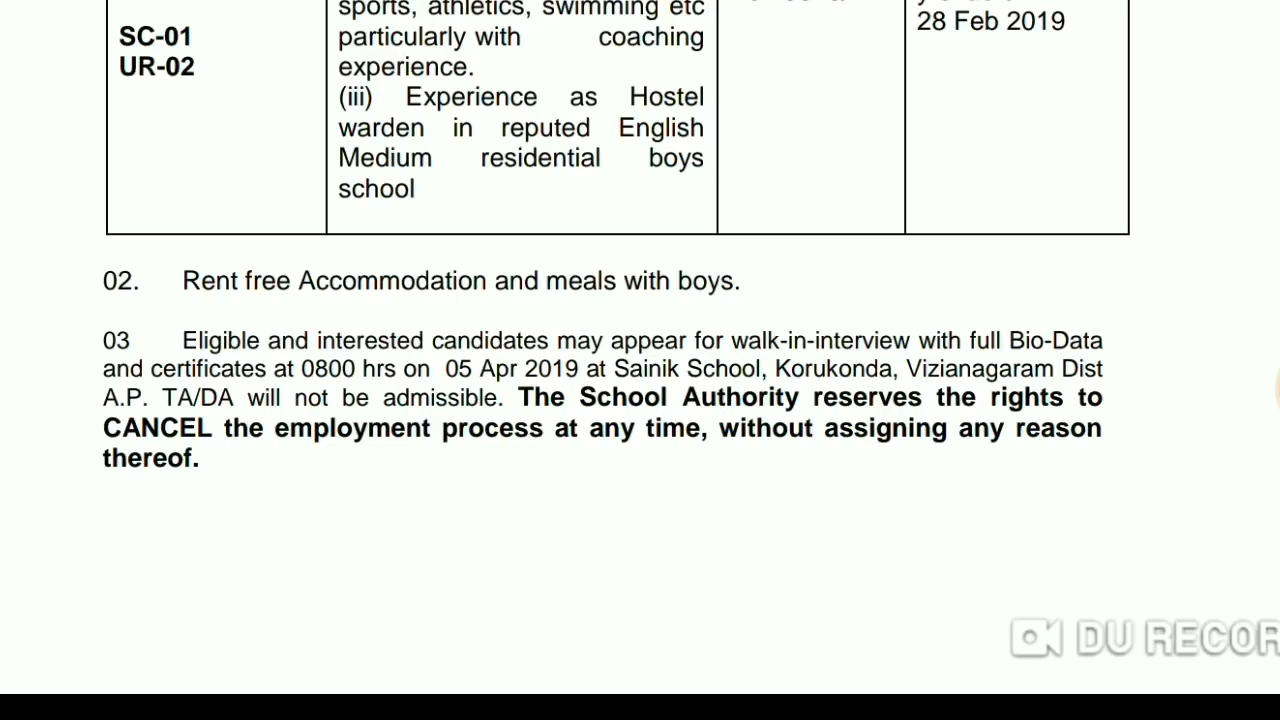 sports, athletics, swimming etc
28 Feb 2019
SC-01
particularly with coaching
UR-02
experience.
(iii) Experience as Hostel
warden in reputed English
Medium residential boys
school
02. Rent free Accommodation and meals with boys.
03 Eligible and interested candidates may appear for walk-in-interview with full Bio-Data
and certificates at 0800 hrs on 05 Apr 2019 at Sainik School, Korukonda, Vizianagaram Dist
A.P. TA/DA will not be admissible. The School Authority reserves the rights to
CANCEL the employment process at any time, without assigning any reason
thereof.
DU RECOR